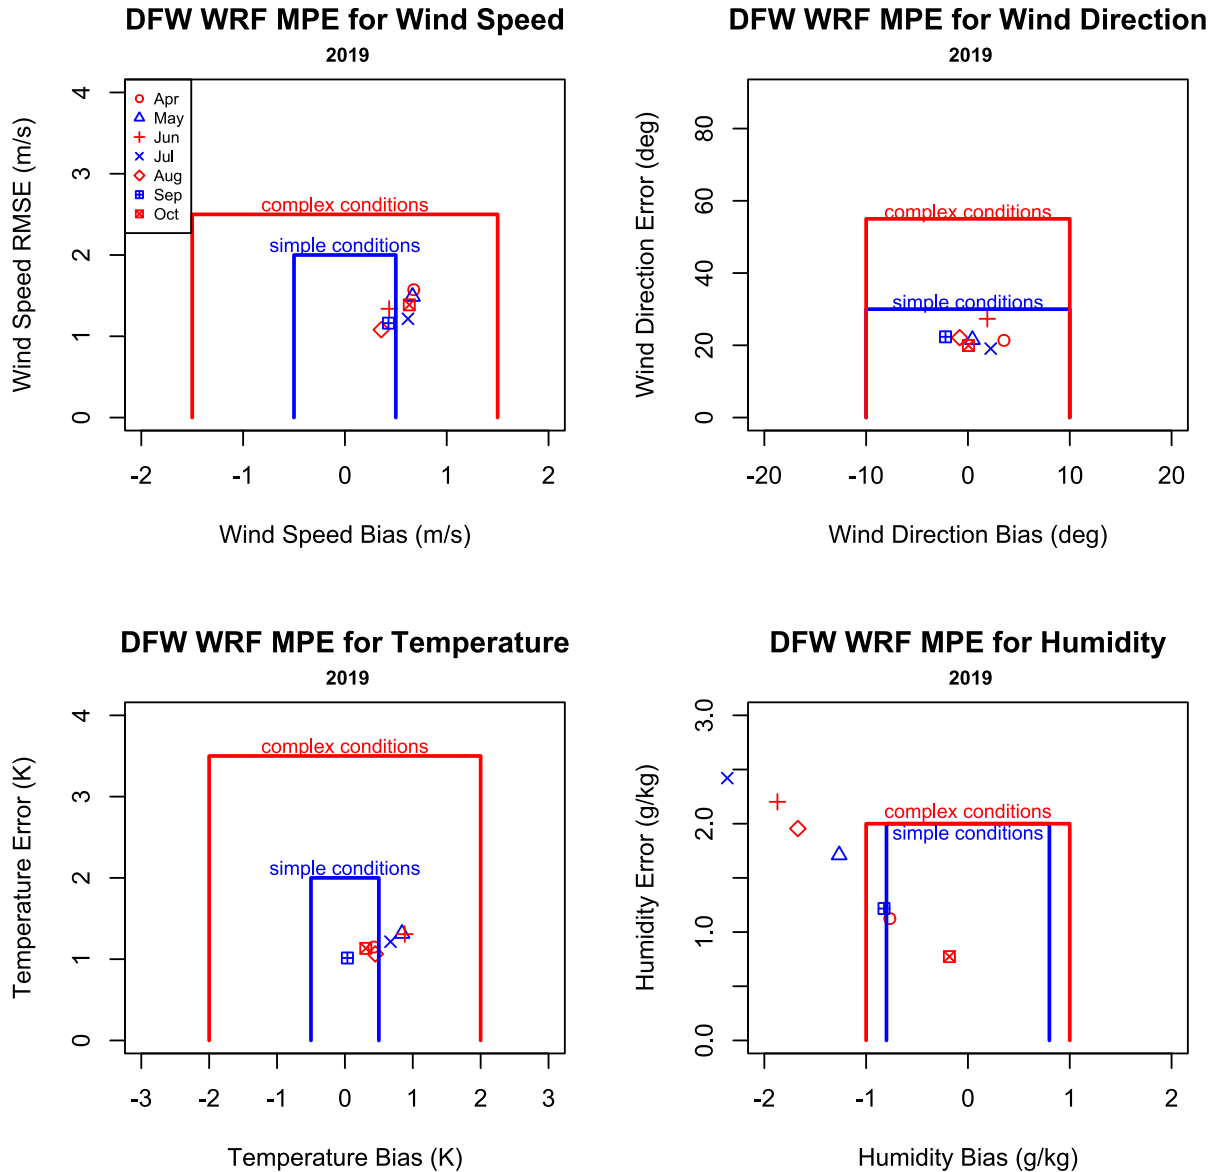 DFW WRF MPE for Wind Speed
2019
Wind Speed RMSE (m/s)
4
3
2
1
0
Apr
May
Jun
Jul
Aug
Sep
Oct
complex conditions
simple conditions
-2 -1 0 1 2
Wind Speed Bias (m/s)
DFW WRF MPE for Wind Direction
2019
Wind Direction Error (deg)
80
60
40
20
0
complex conditions
simple conditions
-20 -10 0 10 20
Wind Direction Bias (deg)
DFW WRF MPE for Temperature
2019
Temperature Error (K)
4
3
2
1
0
complex conditions
simple conditions
-3 -2 -1 0 1 2 3
Temperature Bias (K)
DFW WRF MPE for Humidity
2019
Humidity Error (g/kg)
3.0
2.0
1.0
0.0
complex conditions
simple conditions
-2 -1 0 1 2
Humidity Bias (g/kg)